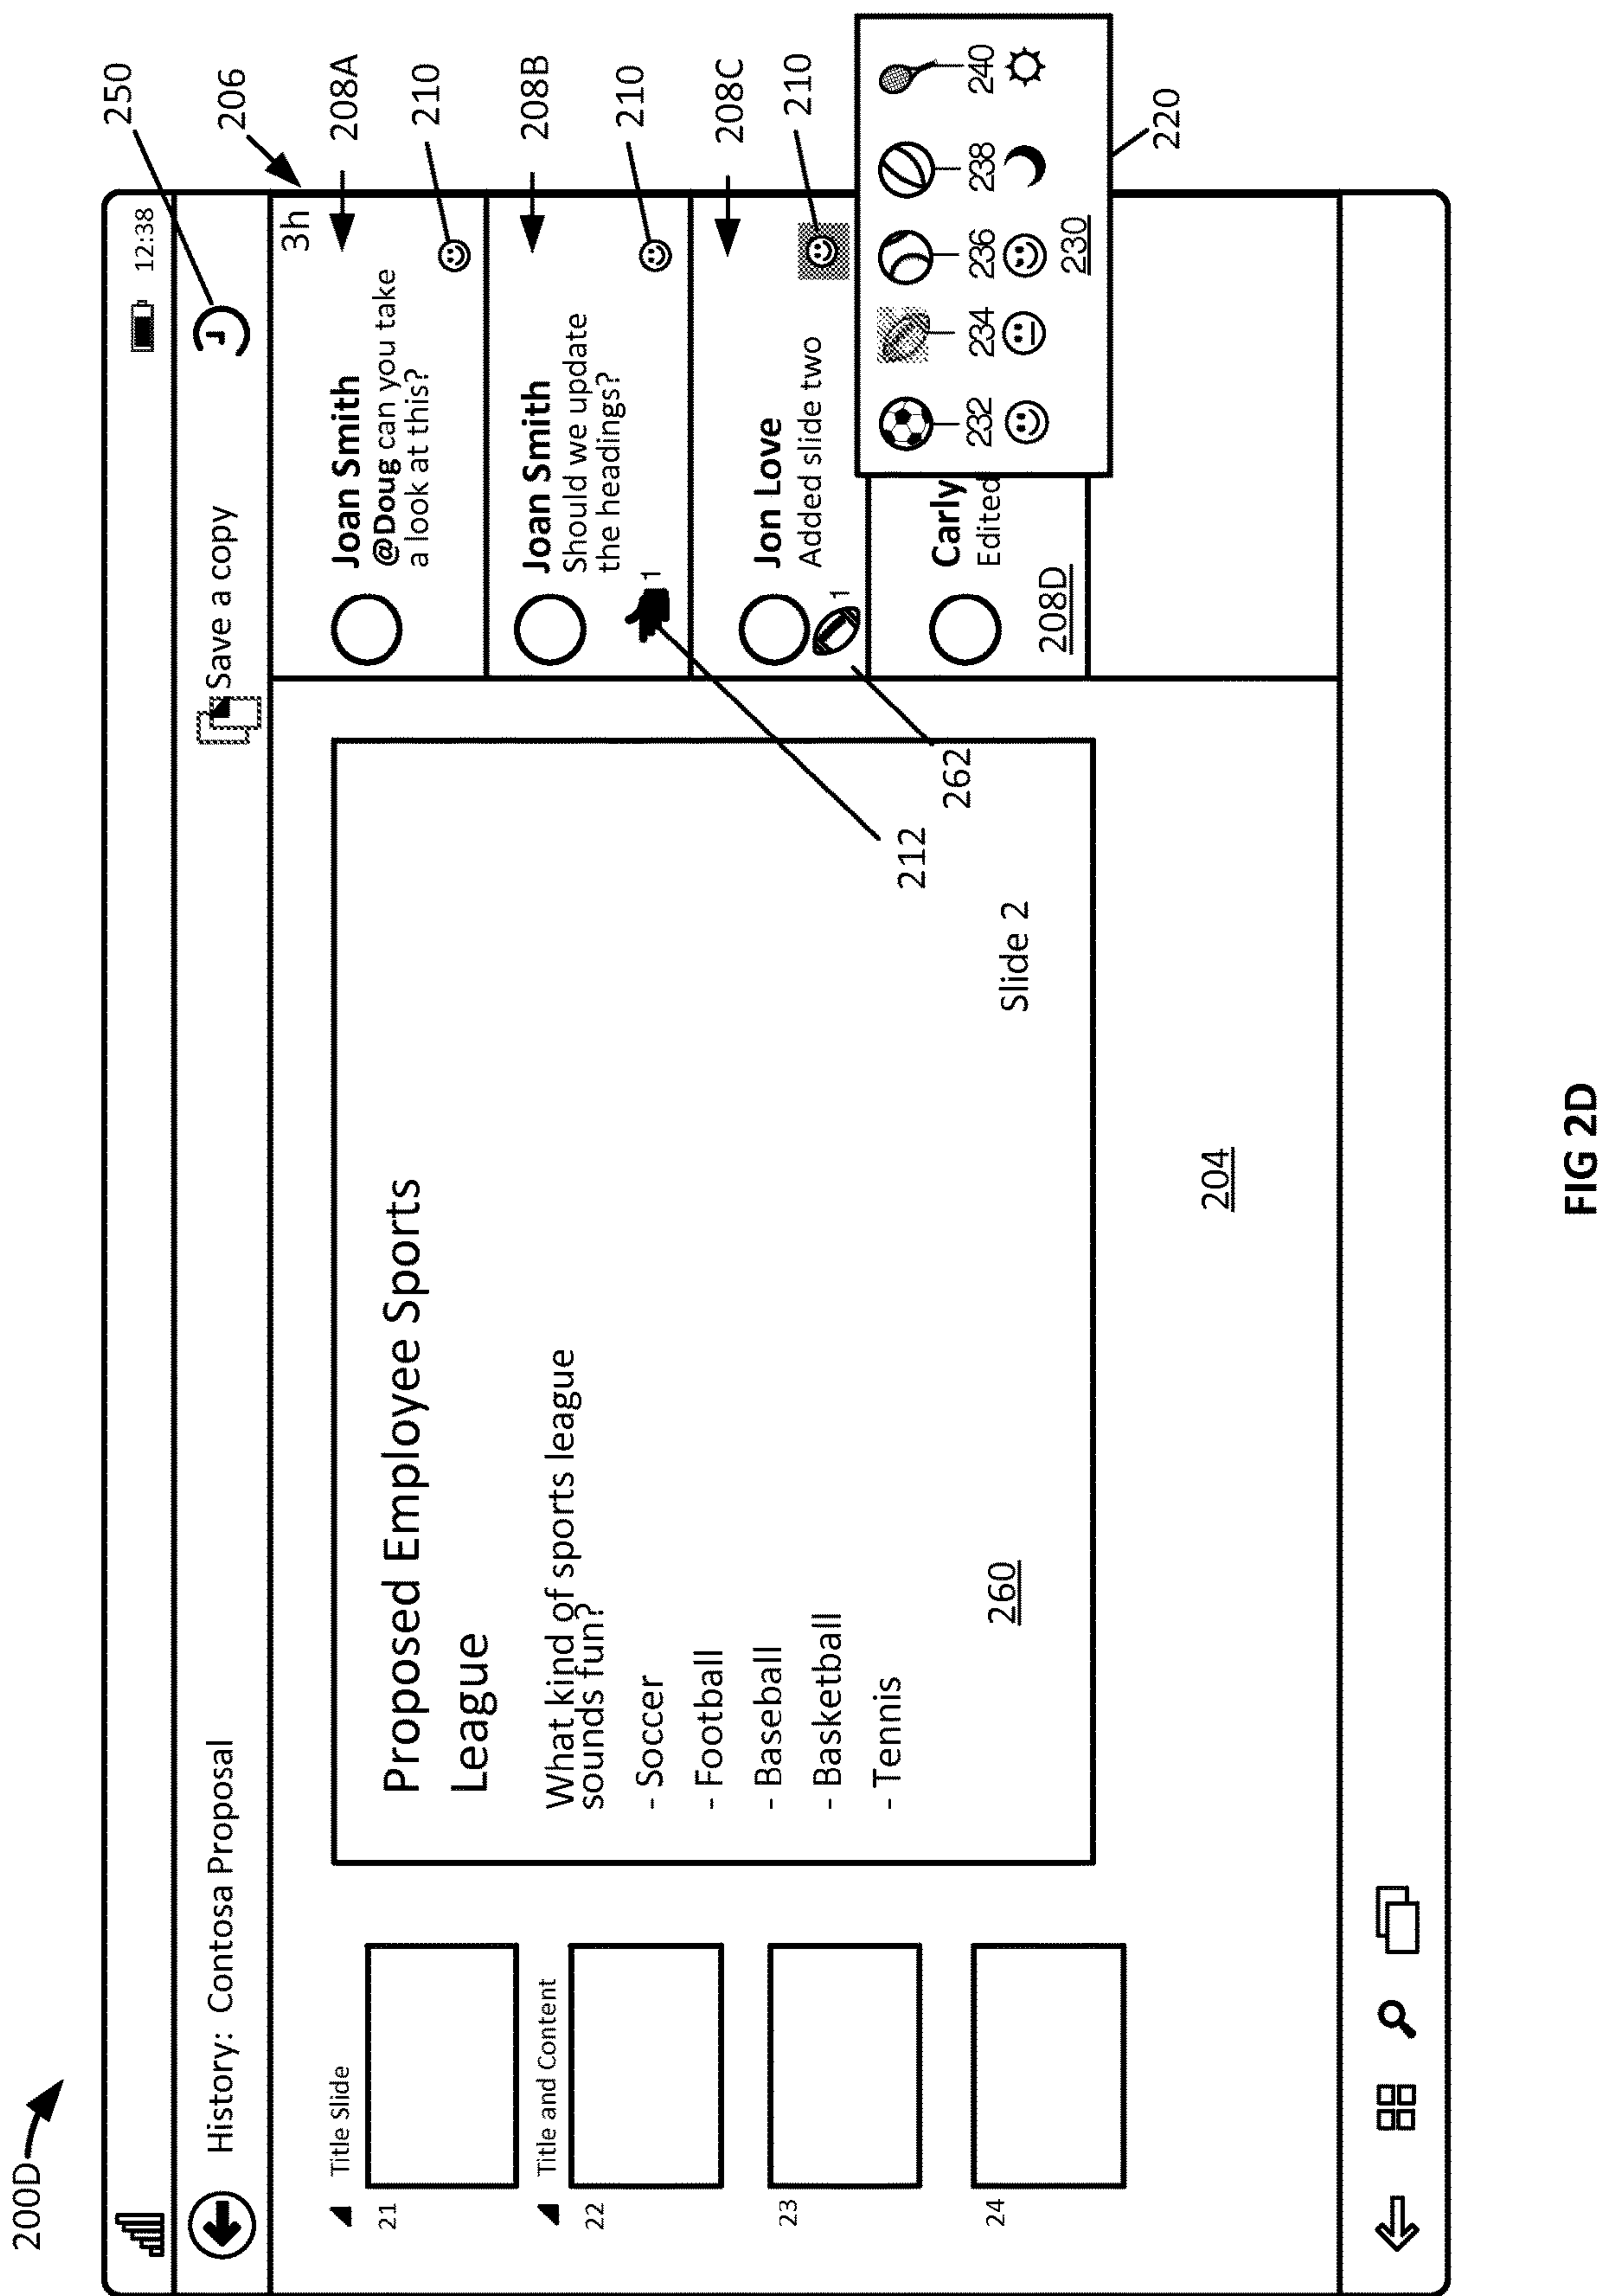 200D
250
206
12:38
History: Contosa Proposal
Save a copy
3h
208A
Title Slide
21
Title and Content
22
23
24
Proposed Employee Sports
League
What kind of sports league
sounds fun?
- Soccer
- Football
- Baseball
- Basketball
- Tennis
260
Slide 2
204
Joan Smith
@Doug can you take
a look at this?
210
Joan Smith
Should we update
the headings?
1
208B
210
212
Jon Love
Added slide two
1
208C
210
262
Carly
Edited
208D
232
234
236
238
240
230
220
FIG 2D